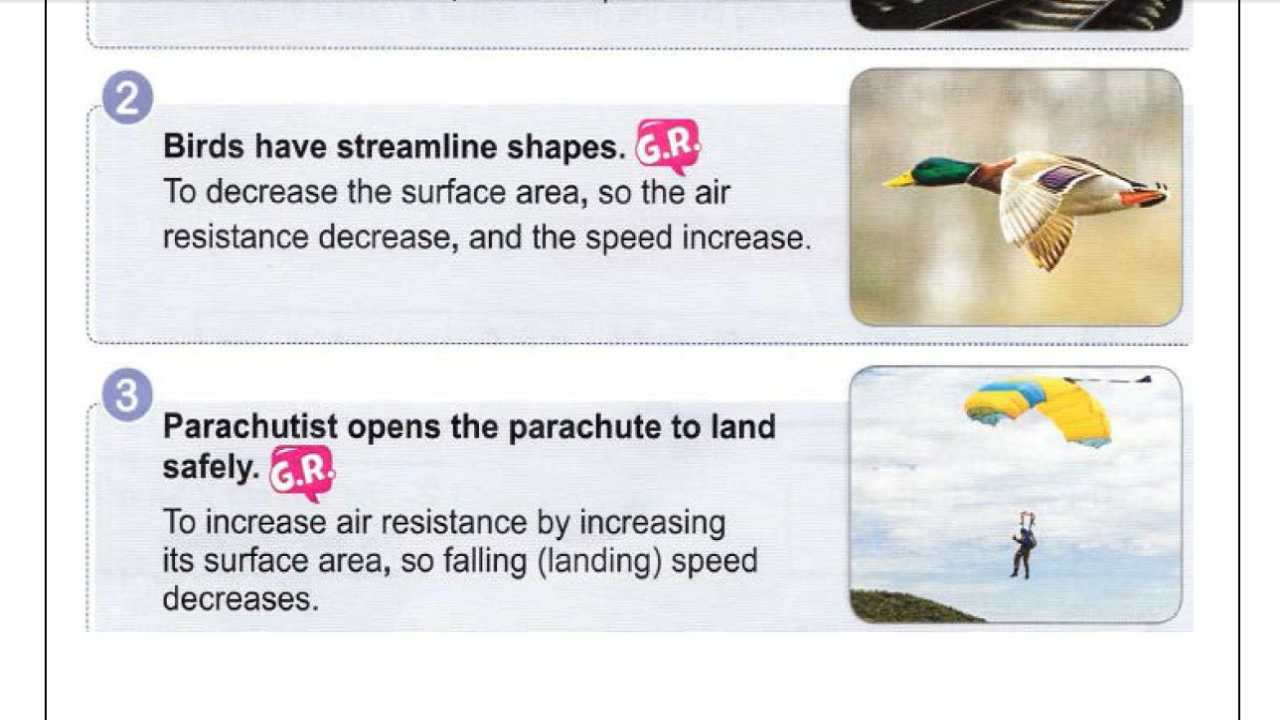 2
Birds have streamline shapes. G.R.
To decrease the surface area, so the air
resistance decrease, and the speed increase.
3
Parachutist opens the parachute to land
safely. G.R.
To increase air resistance by increasing
its surface area, so falling (landing) speed
decreases.